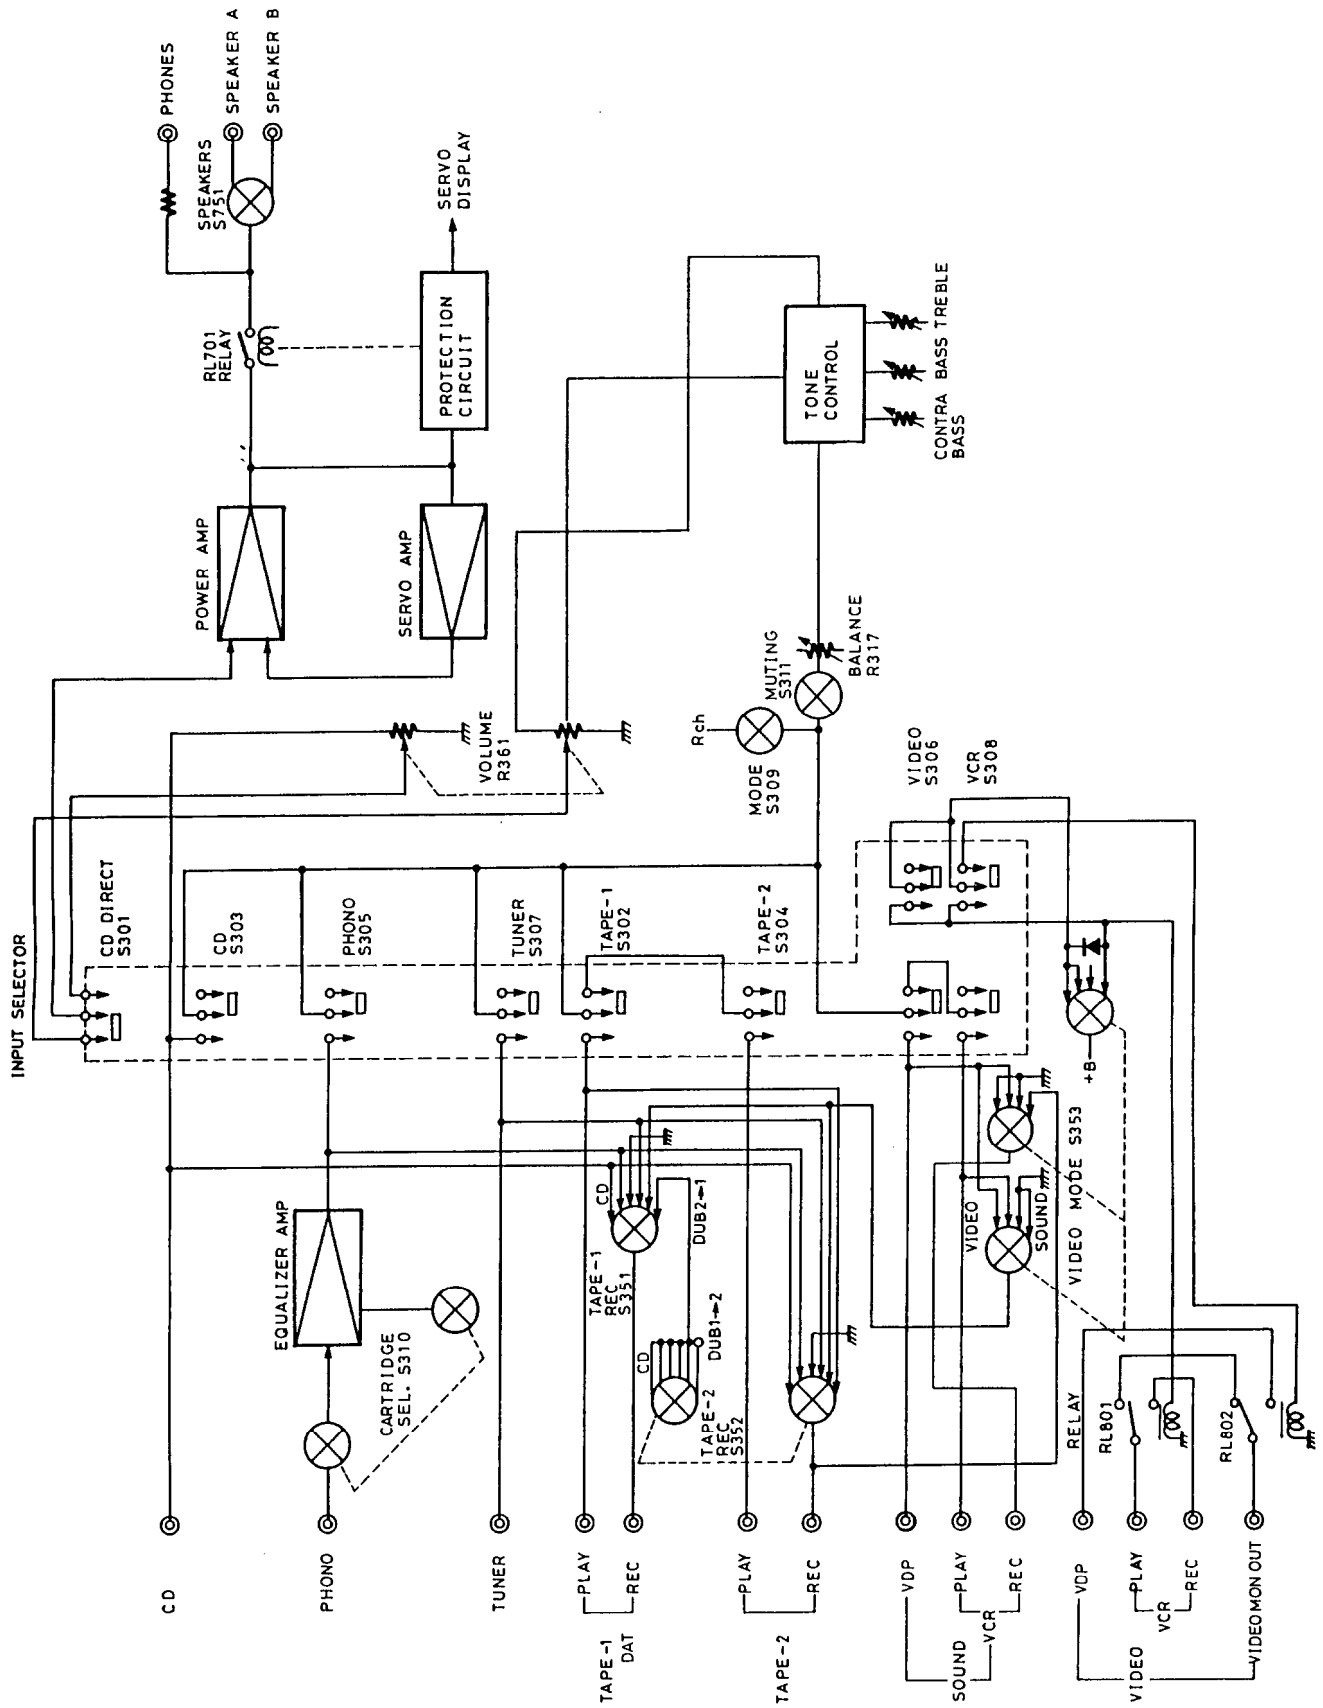 INPUT SELECTOR
CD DIRECT
S301
CD
S303
PHONO
S305
TUNER
S307
TAPE-1
S302
TAPE-2
S304
VIDEO
S306
VCR
S308
PHONES
SPEAKER A
SPEAKER B
SPEAKERS
S751
RL701
RELAY
SERVO
DISPLAY
PROTECTION
CIRCUIT
POWER AMP
SERVO AMP
VOLUME
R361
TONE
CONTROL
TREBLE
BASS
CONTRA
BASS
MUTING
S311
BALANCE
R317
MODE
S309
Rch
EQUALIZER AMP
CARTRIDGE
SEL. S310
TAPE-1
REC
S351
CD
DUB2→1
TAPE-2
REC
S352
CD
DUB1→2
VIDEO
SOUND
VIDEO MODE S353
+B
RELAY
RL801
RL802
CD
PHONO
TUNER
PLAY
REC
TAPE-1
DAT
PLAY
REC
TAPE-2
VDP
PLAY
REC
VCR
SOUND
VDP
PLAY
REC
VCR
VIDEO
VIDEO MON OUT